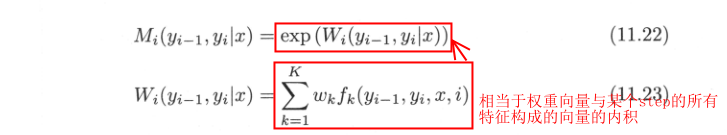 M_i(y_{i-1}, y_i|x) = exp(W_i(y_{i-1}, y_i|x)) (11.22)
W_i(y_{i-1}, y_i|x) = \sum_{k=1}^{K} w_k f_k(y_{i-1}, y_i, x, i) (11.23)
相当于权重向量与某个step的所有
特征构成的向量的内积